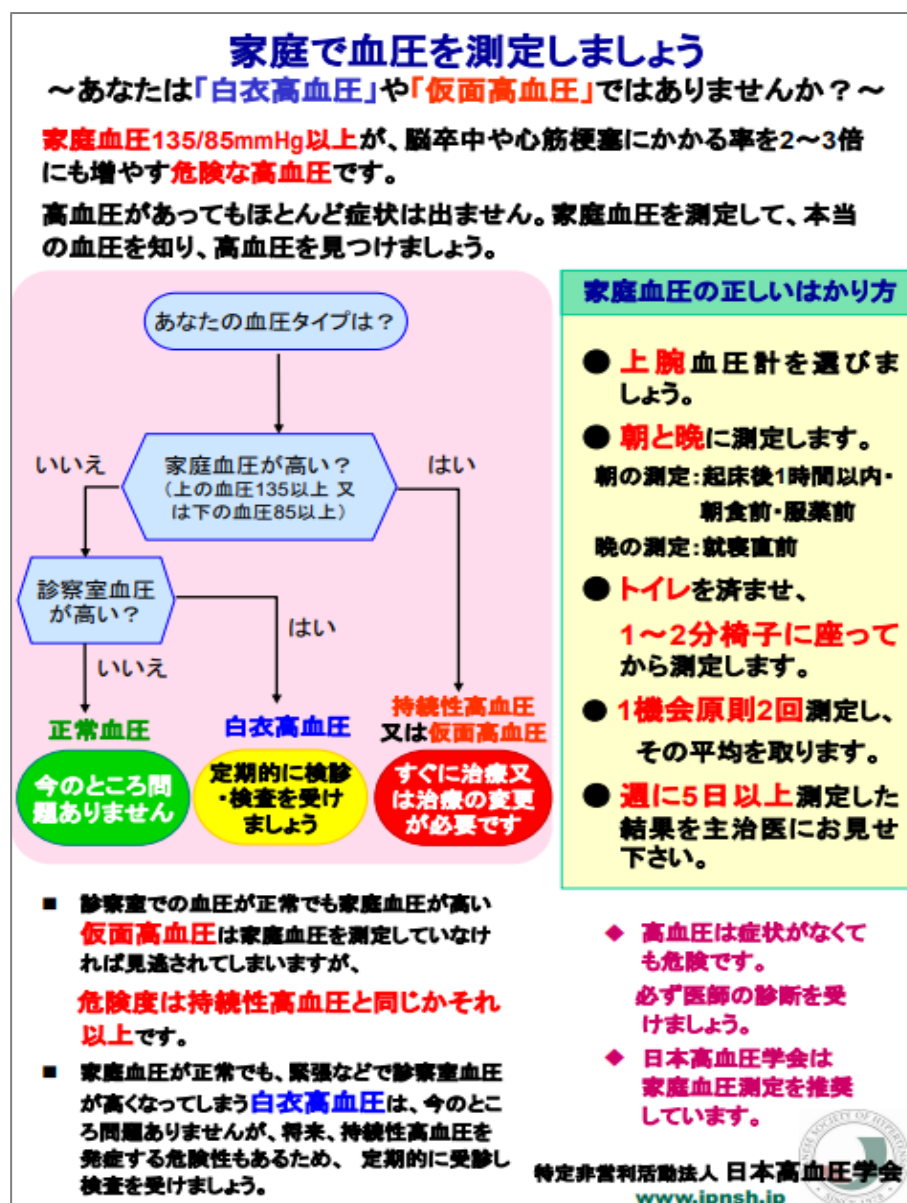 家庭で血圧を測定しましょう
～あなたは「白衣高血圧」や「仮面高血圧」ではありませんか？～
家庭血圧135/85mmHg以上が、脳卒中や心筋梗塞にかかる率を2～3倍
にも増やす危険な高血圧です。
高血圧があってもほとんど症状は出ません。家庭血圧を測定して、本当
の血圧を知り、高血圧を見つけましょう。
あなたの血圧タイプは？
家庭血圧が高い？
（上の血圧135以上 又
は下の血圧85以上）
いいえ
はい
診察室血圧
が高い？
はい
いいえ
正常血圧
今のところ問
題ありません
白衣高血圧
定期的に検診
・検査を受け
ましょう
持続性高血圧
又は仮面高血圧
すぐに治療又
は治療の変更
が必要です
家庭血圧の正しいはかり方
● 上腕血圧計を選びま
しょう。
● 朝と晩に測定します。
朝の測定：起床後1時間以内・
朝食前・服薬前
晩の測定：就寝直前
● トイレを済ませ、
1～2分椅子に座って
から測定します。
● 1機会原則2回測定し、
その平均を取ります。
● 週に5日以上測定した
結果を主治医にお見せ
下さい。
■ 診察室での血圧が正常でも家庭血圧が高い
仮面高血圧は家庭血圧を測定していなけ
れば見逃されてしまいますが、
危険度は持続性高血圧と同じかそれ
以上です。
■ 家庭血圧が正常でも、緊張などで診察室血圧
が高くなってしまう白衣高血圧は、今のとこ
ろ問題ありませんが、将来、持続性高血圧を
発症する危険性もあるため、 定期的に受診し
検査を受けましょう。
◆ 高血圧は症状がなくて
も危険です。
必ず医師の診断を受
けましょう。
◆ 日本高血圧学会は
家庭血圧測定を推奨
しています。
特定非営利活動法人 日本高血圧学会
www.jpnsh.jp